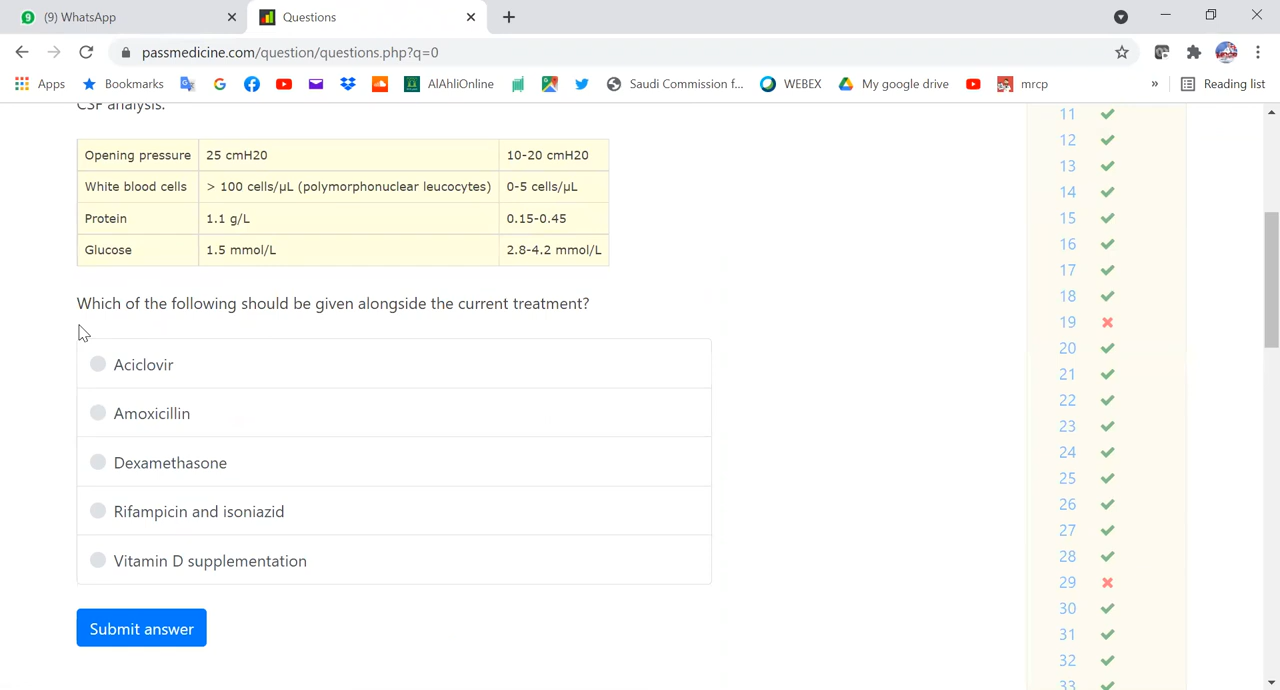 (9) WhatsApp
Questions
passmedicine.com/question/questions.php?q=0
Apps Bookmarks AlAhliOnline Saudi Commission f... WEBEX My google drive mrcp » Reading list
CSF analysis:
Opening pressure 25 cmH20 10-20 cmH20
White blood cells > 100 cells/µL (polymorphonuclear leucocytes) 0-5 cells/µL
Protein 1.1 g/L 0.15-0.45
Glucose 1.5 mmol/L 2.8-4.2 mmol/L
Which of the following should be given alongside the current treatment?
Aciclovir
Amoxicillin
Dexamethasone
Rifampicin and isoniazid
Vitamin D supplementation
Submit answer
11
12
13
14
15
16
17
18
19
20
21
22
23
24
25
26
27
28
29
30
31
32
33